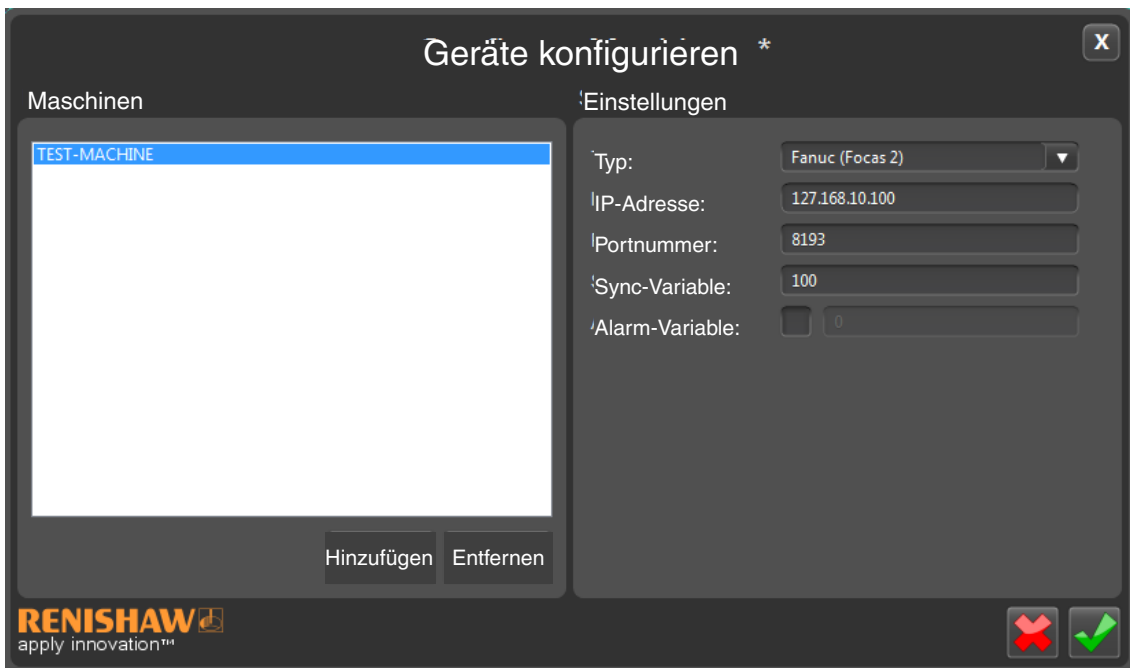 Geräte konfigurieren *
X
Maschinen
Einstellungen
TEST-MACHINE
Typ: Fanuc (Focas 2)
IP-Adresse: 127.168.10.100
Portnummer: 8193
Sync-Variable: 100
Alarm-Variable: 0
Hinzufügen Entfernen
RENISHAW
apply innovation™